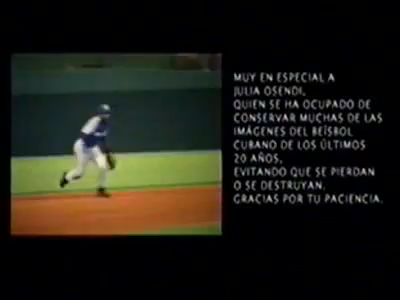 MUY EN ESPECIAL A
JULIA OSENDI,
QUIEN SE HA OCUPADO DE
CONSERVAR MUCHAS DE LAS
IMÁGENES DEL BEÍSBOL
CUBANO DE LOS ÚLTIMOS
20 AÑOS,
EVITANDO QUE SE PIERDAN
O SE DESTRUYAN.
GRACIAS POR TU PACIENCIA.